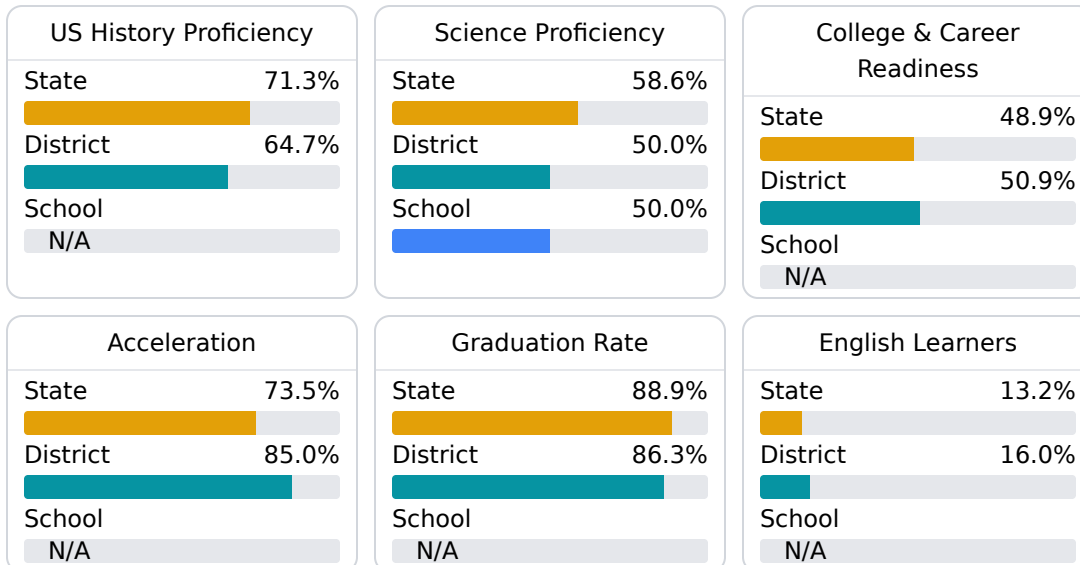 US History Proficiency
State 71.3%
District 64.7%
School
N/A
Science Proficiency
State 58.6%
District 50.0%
School 50.0%
College & Career
Readiness
State 48.9%
District 50.9%
School
N/A
Acceleration
State 73.5%
District 85.0%
School
N/A
Graduation Rate
State 88.9%
District 86.3%
School
N/A
English Learners
State 13.2%
District 16.0%
School
N/A